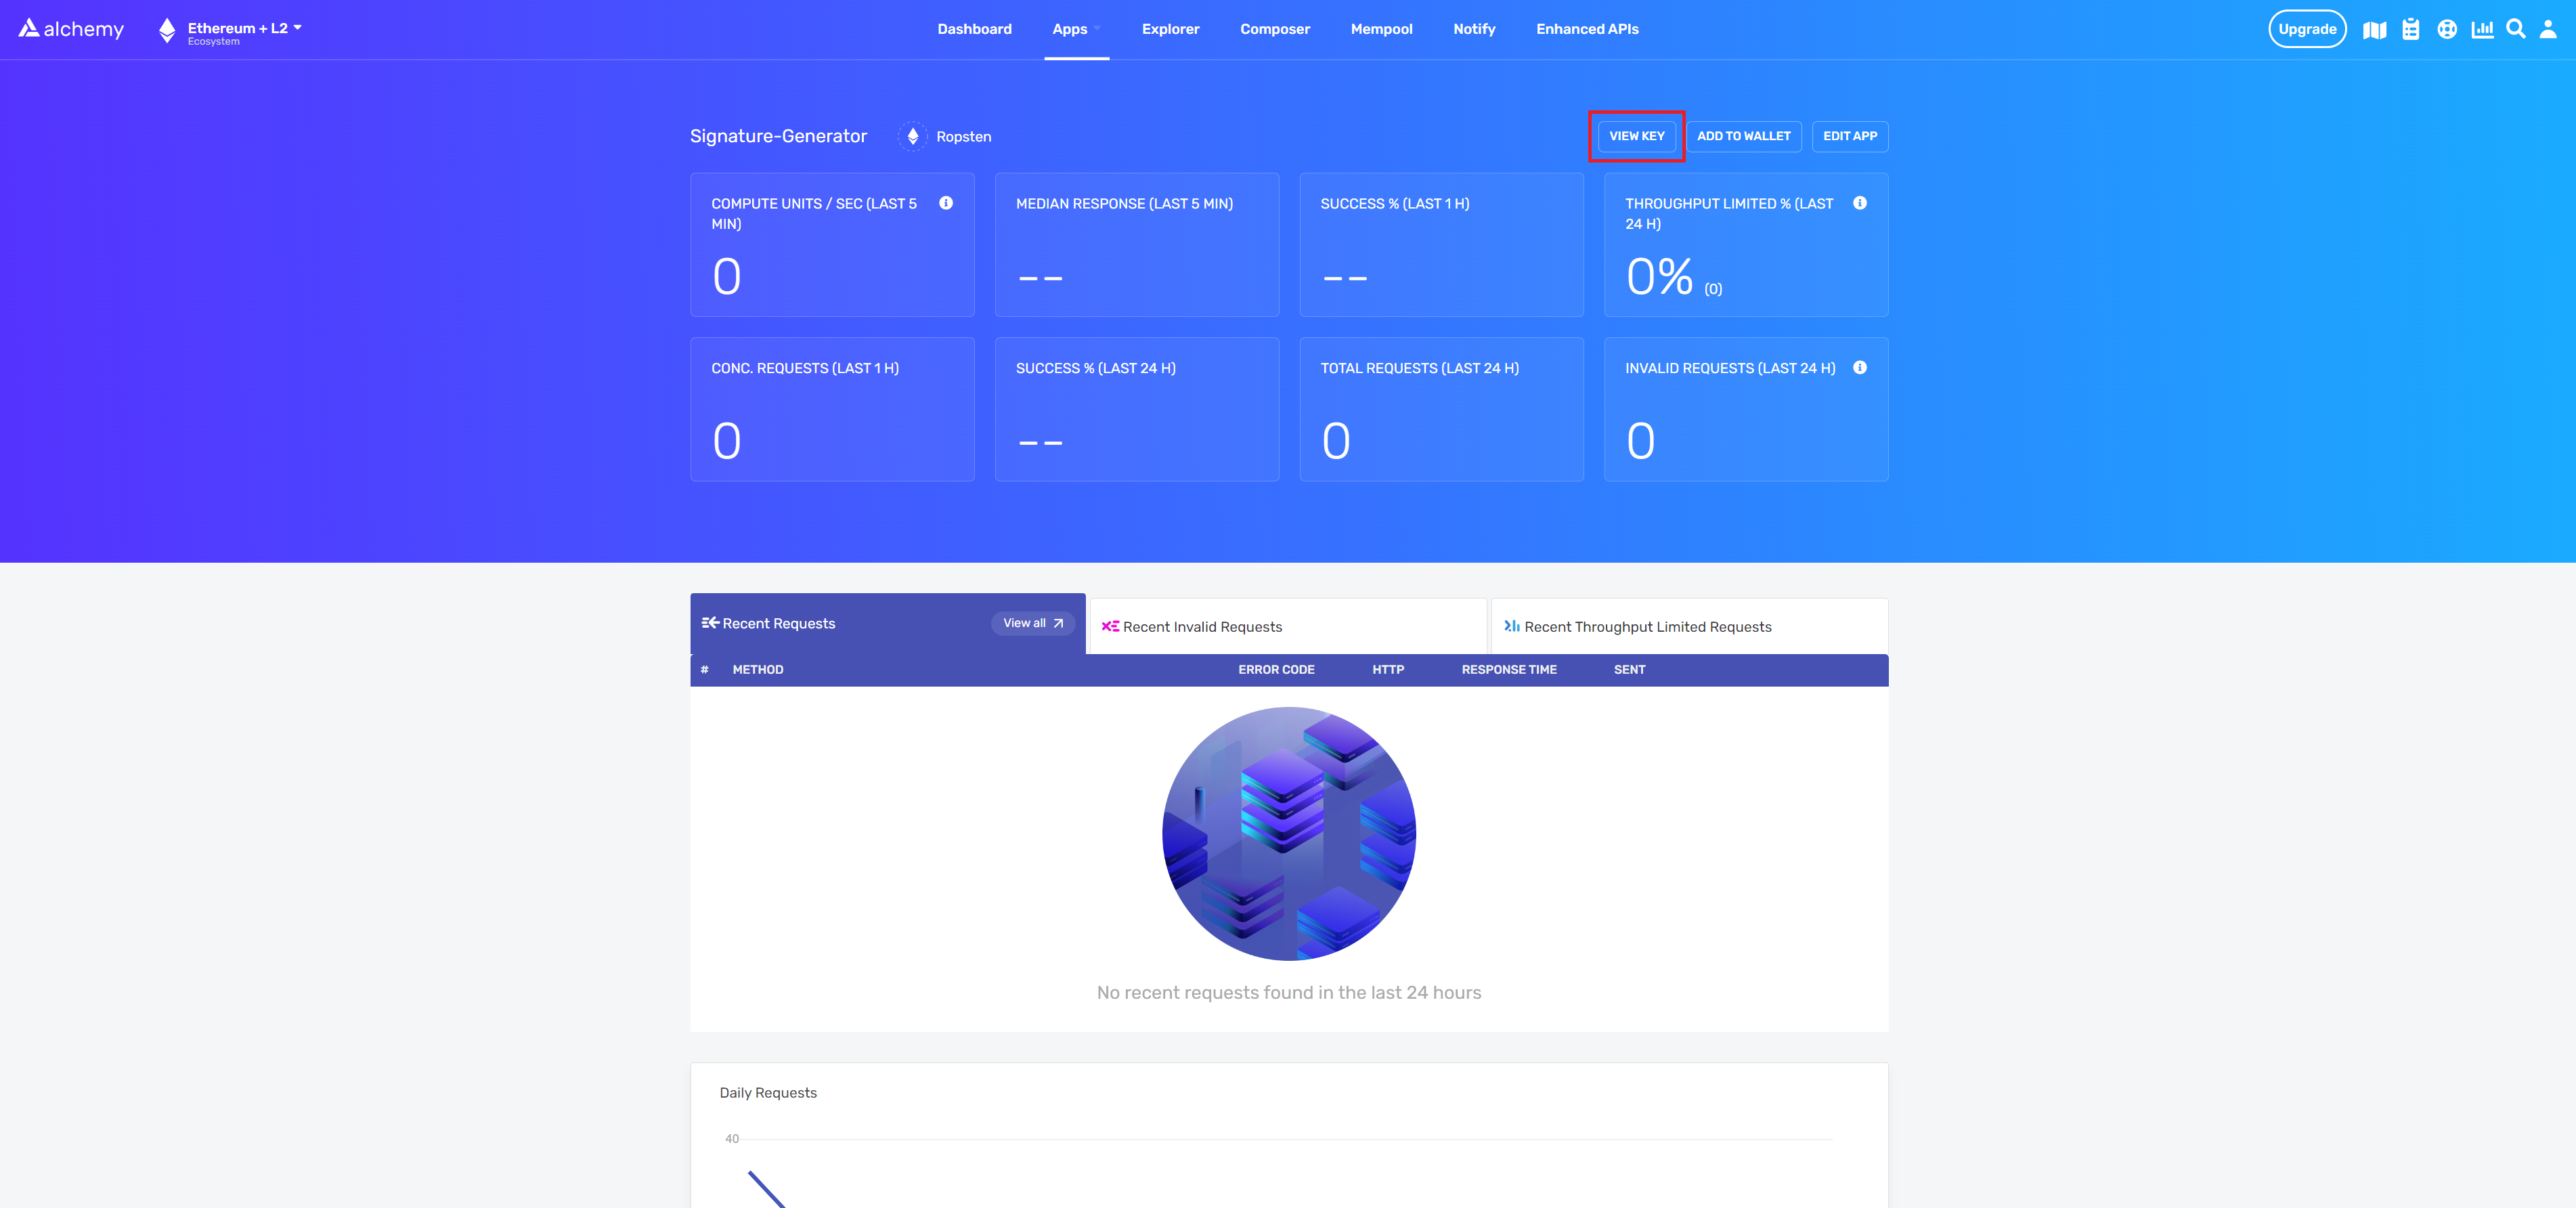 alchemy
Ethereum + L2
Ecosystem
Dashboard
Apps
Explorer
Composer
Mempool
Notify
Enhanced APIs
Upgrade
Signature-Generator
Ropsten
VIEW KEY
ADD TO WALLET
EDIT APP
COMPUTE UNITS / SEC (LAST 5
MIN)
0
MEDIAN RESPONSE (LAST 5 MIN)
--
SUCCESS % (LAST 1 H)
--
THROUGHPUT LIMITED % (LAST
24 H)
0% (0)
CONC. REQUESTS (LAST 1 H)
0
SUCCESS % (LAST 24 H)
--
TOTAL REQUESTS (LAST 24 H)
0
INVALID REQUESTS (LAST 24 H)
0
Recent Requests
View all
Recent Invalid Requests
Recent Throughput Limited Requests
# METHOD ERROR CODE HTTP RESPONSE TIME SENT
No recent requests found in the last 24 hours
Daily Requests
40